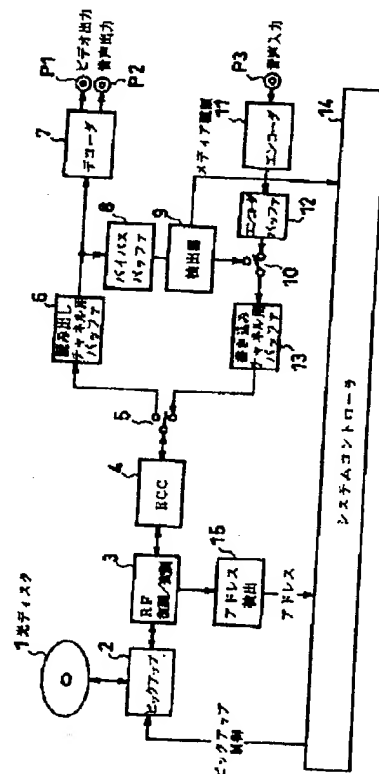 1 光ディスク
2
ピックアップ
3
RF
復調/変調
4
ECC
5
6
読み出し
チャネル用
バッファ
7
デコーダ
P1
ビデオ出力
P2
音声出力
8
バイパス
バッファ
9
検出器
メディア識別
10
P3
音声入力
11
エンコーダ
12
エンコーダ
バッファ
13
書き込み
チャネル用
バッファ
14
システムコントローラ
15
アドレス
検出
アドレス
ピックアップ
制御